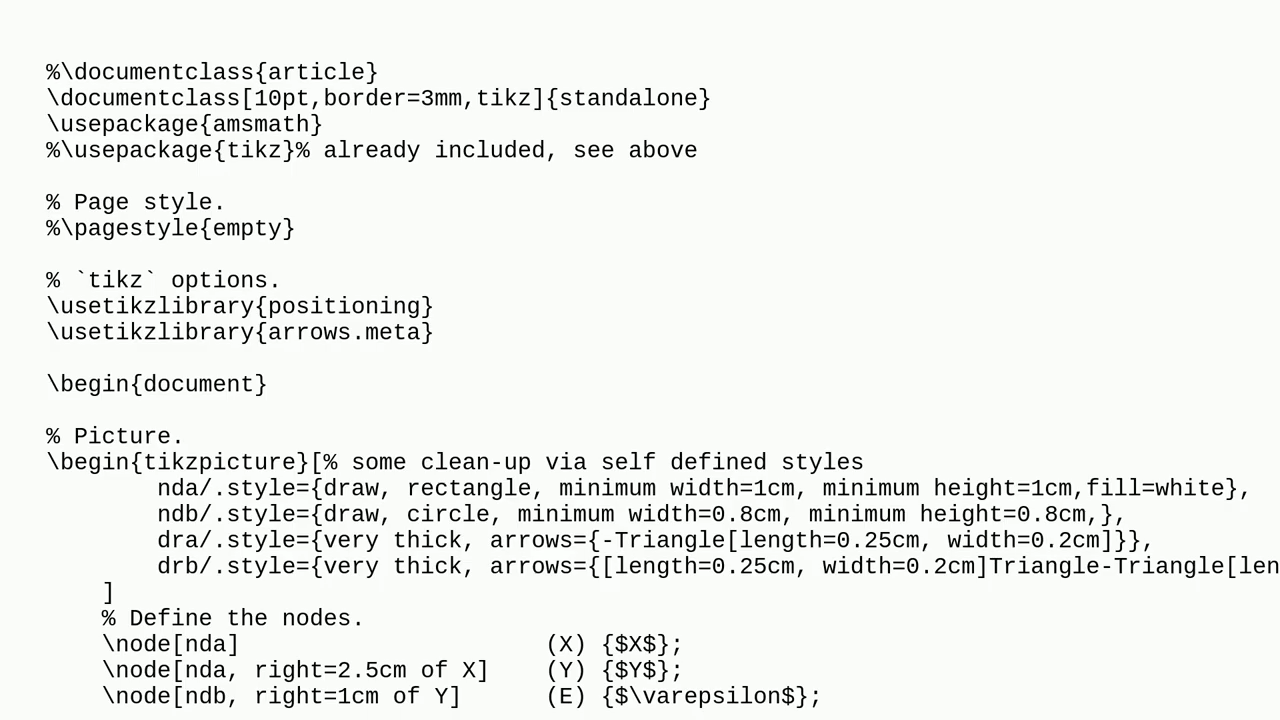 %\documentclass{article}
\documentclass[10pt,border=3mm,tikz]{standalone}
\usepackage{amsmath}
%\usepackage{tikz}% already included, see above
% Page style.
%\pagestyle{empty}
% `tikz` options.
\usetikzlibrary{positioning}
\usetikzlibrary{arrows.meta}
\begin{document}
% Picture.
\begin{tikzpicture}[% some clean-up via self defined styles
        nda/.style={draw, rectangle, minimum width=1cm, minimum height=1cm,fill=white},
        ndb/.style={draw, circle, minimum width=0.8cm, minimum height=0.8cm,},
        dra/.style={very thick, arrows={-Triangle[length=0.25cm, width=0.2cm]}},
        drb/.style={very thick, arrows={[length=0.25cm, width=0.2cm]Triangle-Triangle[len
    ]
    % Define the nodes.
    \node[nda]                      (X) {$X$};
    \node[nda, right=2.5cm of X]    (Y) {$Y$};
    \node[ndb, right=1cm of Y]      (E) {$\varepsilon$};